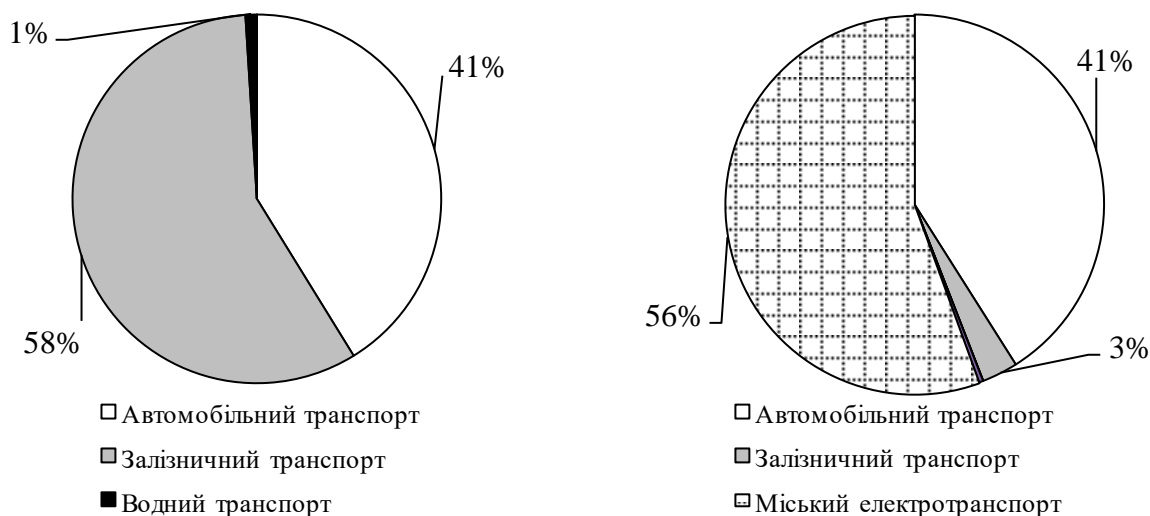 1%
41%
58%
Автомобільний транспорт
Залізничний транспорт
Водний транспорт
41%
56%
3%
Автомобільний транспорт
Залізничний транспорт
Міський електротранспорт